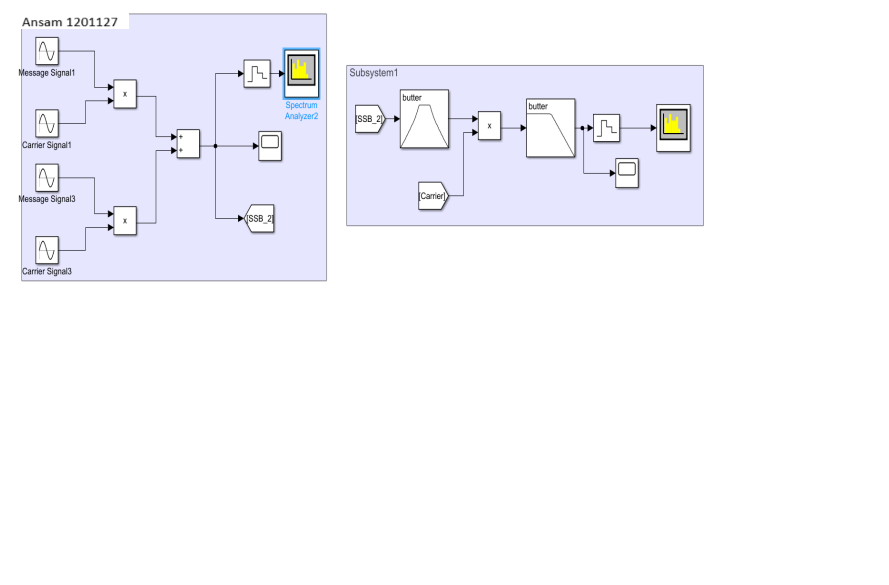 Ansam 1201127
Message Signal1
x
Carrier Signal1
+
+
Message Signal3
x
Carrier Signal3
Spectrum
Analyzer2
[SSB_2]
Subsystem1
[SSB_2]
butter
x
butter
[Carrier]